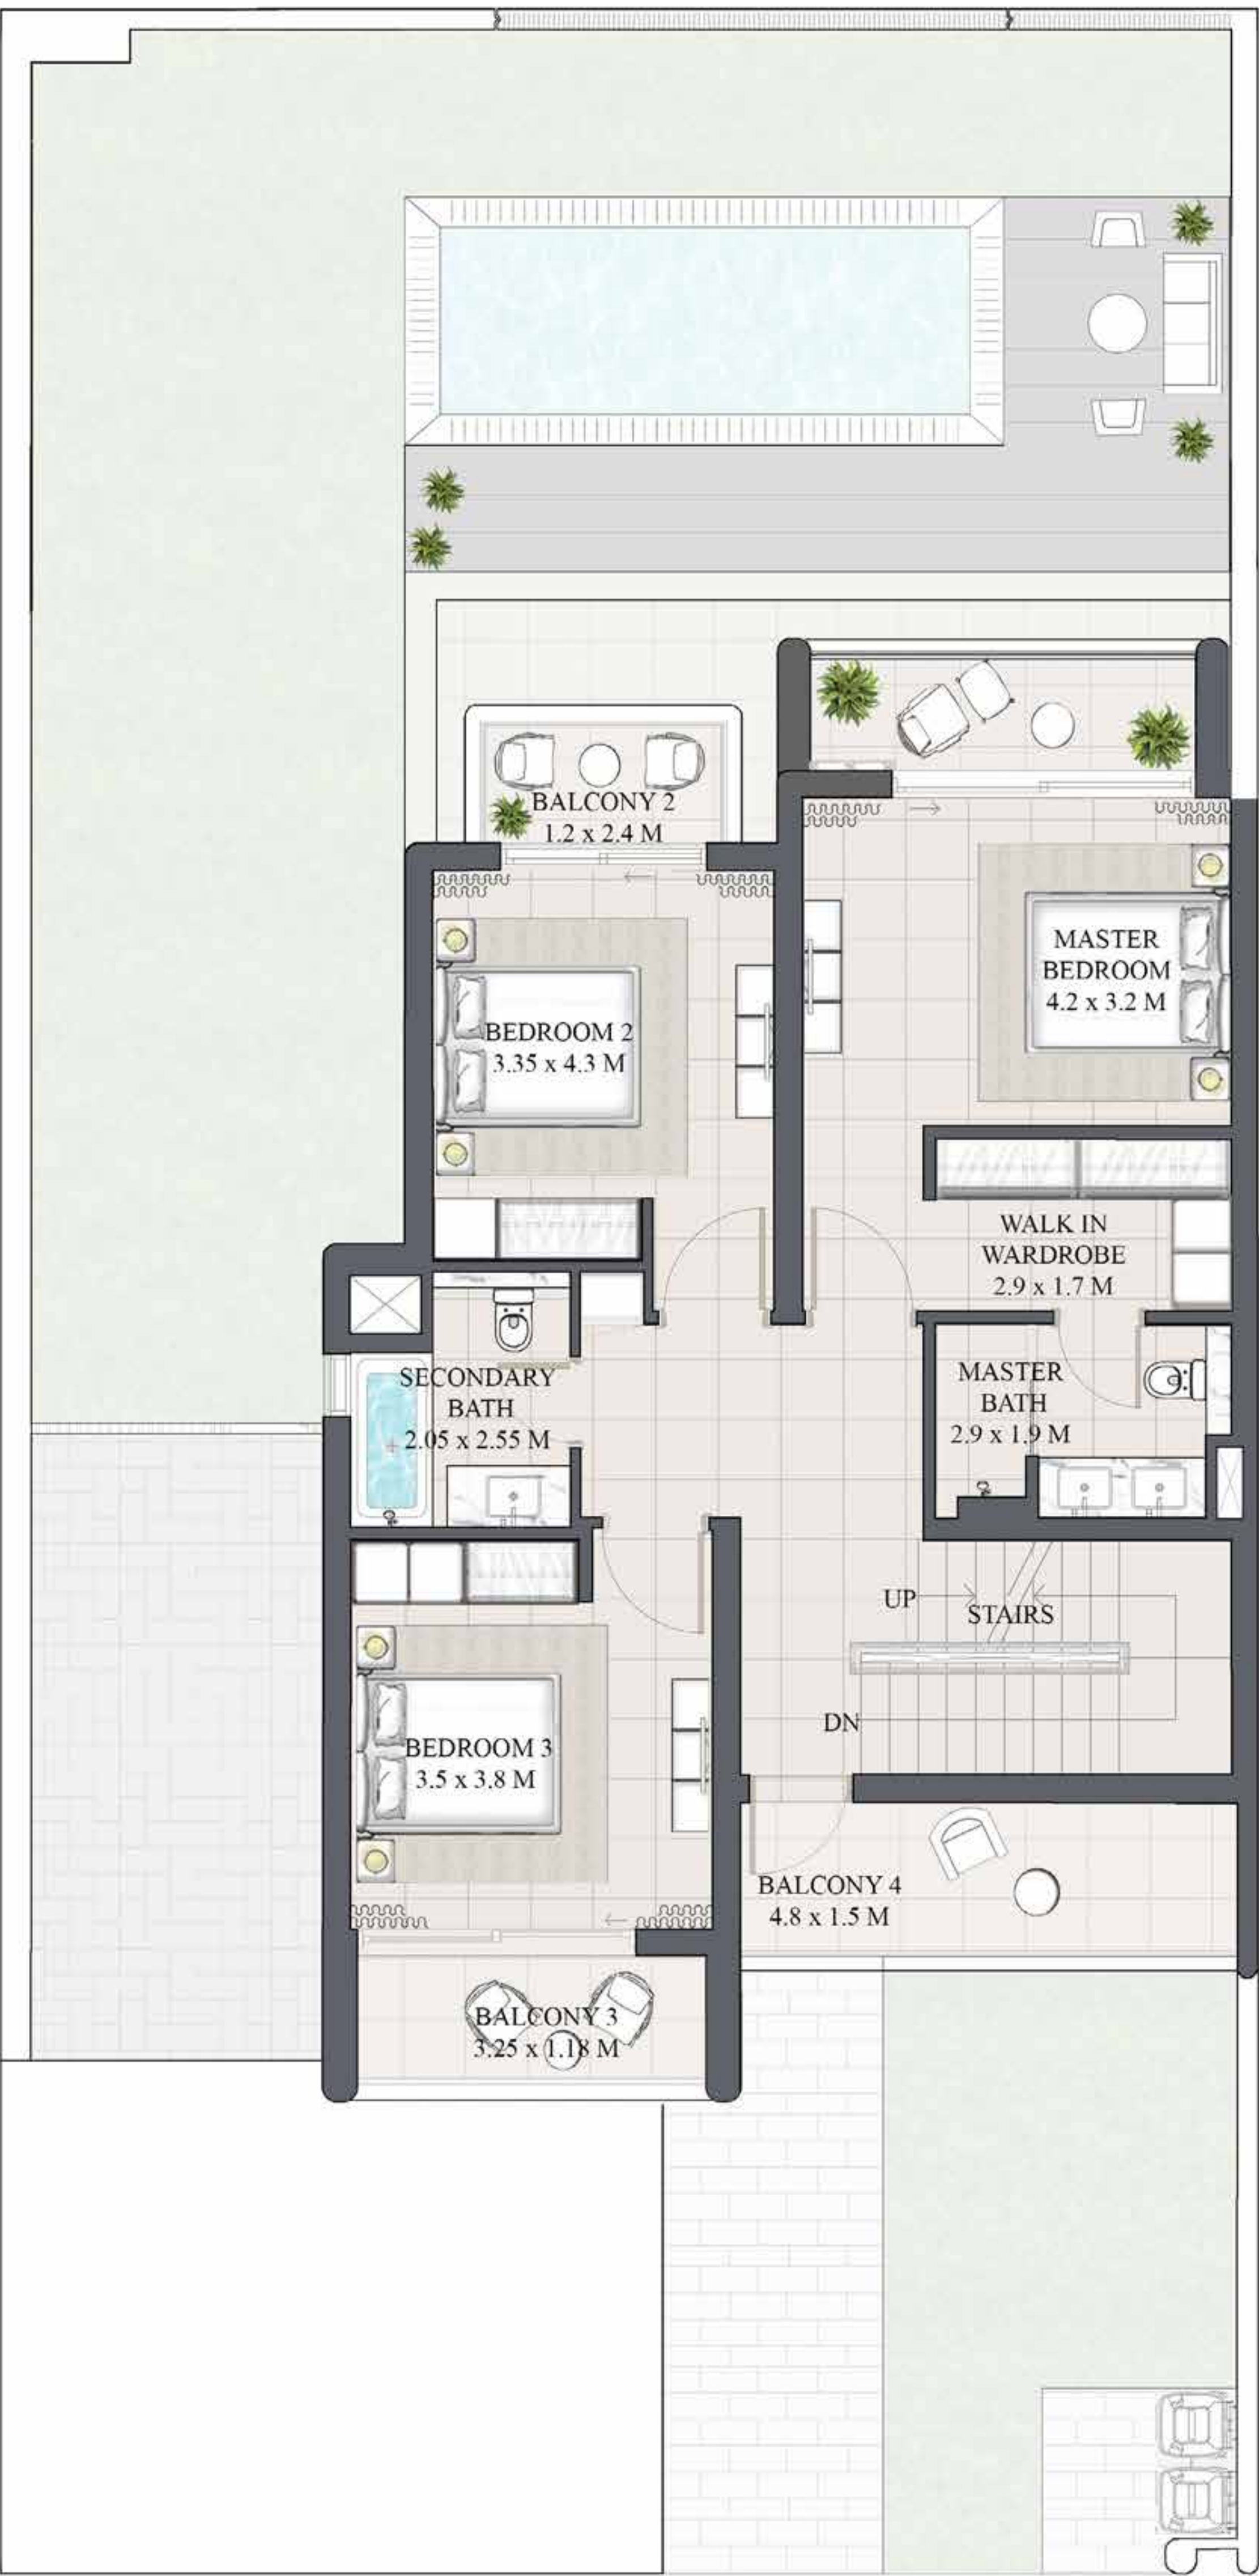 BALCONY 2
1.2 x 2.4 M
MASTER
BEDROOM
4.2 x 3.2 M
BEDROOM 2
3.35 x 4.3 M
WALK IN
WARDROBE
2.9 x 1.7 M
SECONDARY
BATH
2.05 x 2.55 M
MASTER
BATH
2.9 x 1.9 M
UP
STAIRS
DN
BEDROOM 3
3.5 x 3.8 M
BALCONY 4
4.8 x 1.5 M
BALCONY 3
3.25 x 1.18 M